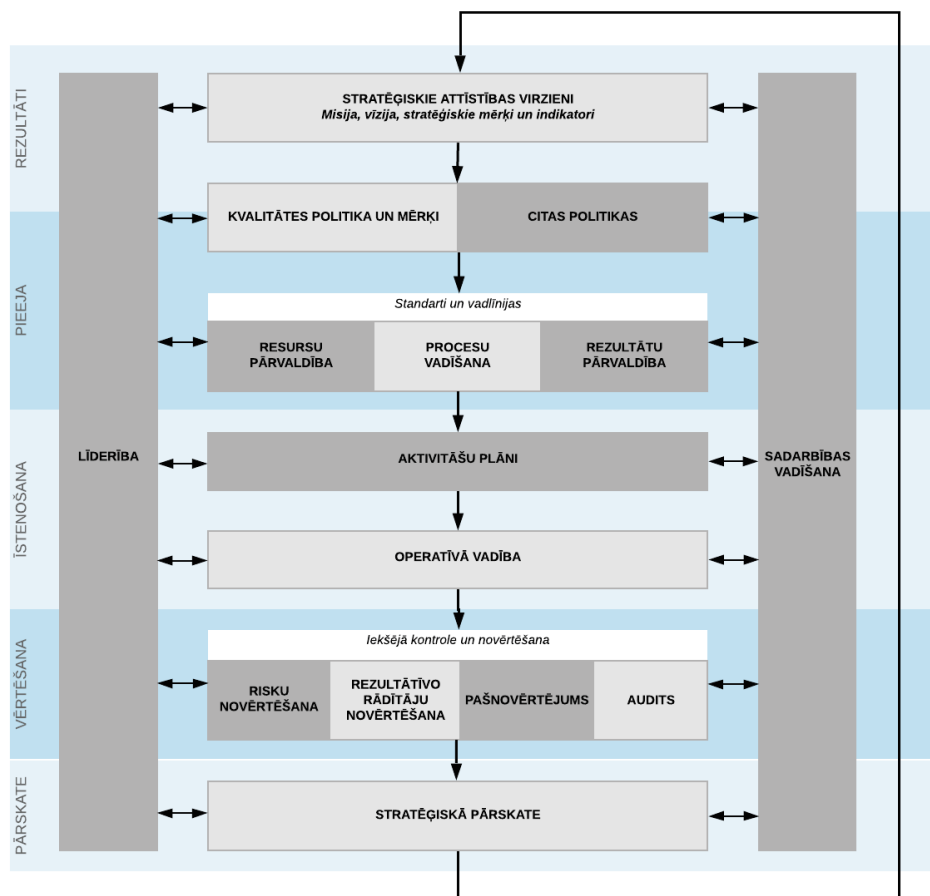 REZULTĀTI
STRATĒĢISKIE ATTĪSTĪBAS VIRZIENI
Misija, vīzija, stratēģiskie mērķi un indikatori
KVALITĀTES POLITIKA UN MĒRĶI
CITAS POLITIKAS
PIEEJA
Standarti un vadlīnijas
RESURSU
PĀRVALDĪBA
PROCESU
VADĪŠANA
REZULTĀTU
PĀRVALDĪBA
LĪDERĪBA
SADARBĪBAS
VADĪŠANA
ĪSTENOŠANA
AKTIVITĀŠU PLĀNI
OPERATĪVĀ VADĪBA
VĒRTĒŠANA
Iekšējā kontrole un novērtēšana
RISKU
NOVĒRTĒŠANA
REZULTĀTĪVO
RĀDĪTĀJU
NOVĒRTĒŠANA
PAŠNOVĒRTĒJUMS
AUDITS
PĀRSKATE
STRATĒĢISKĀ PĀRSKATE